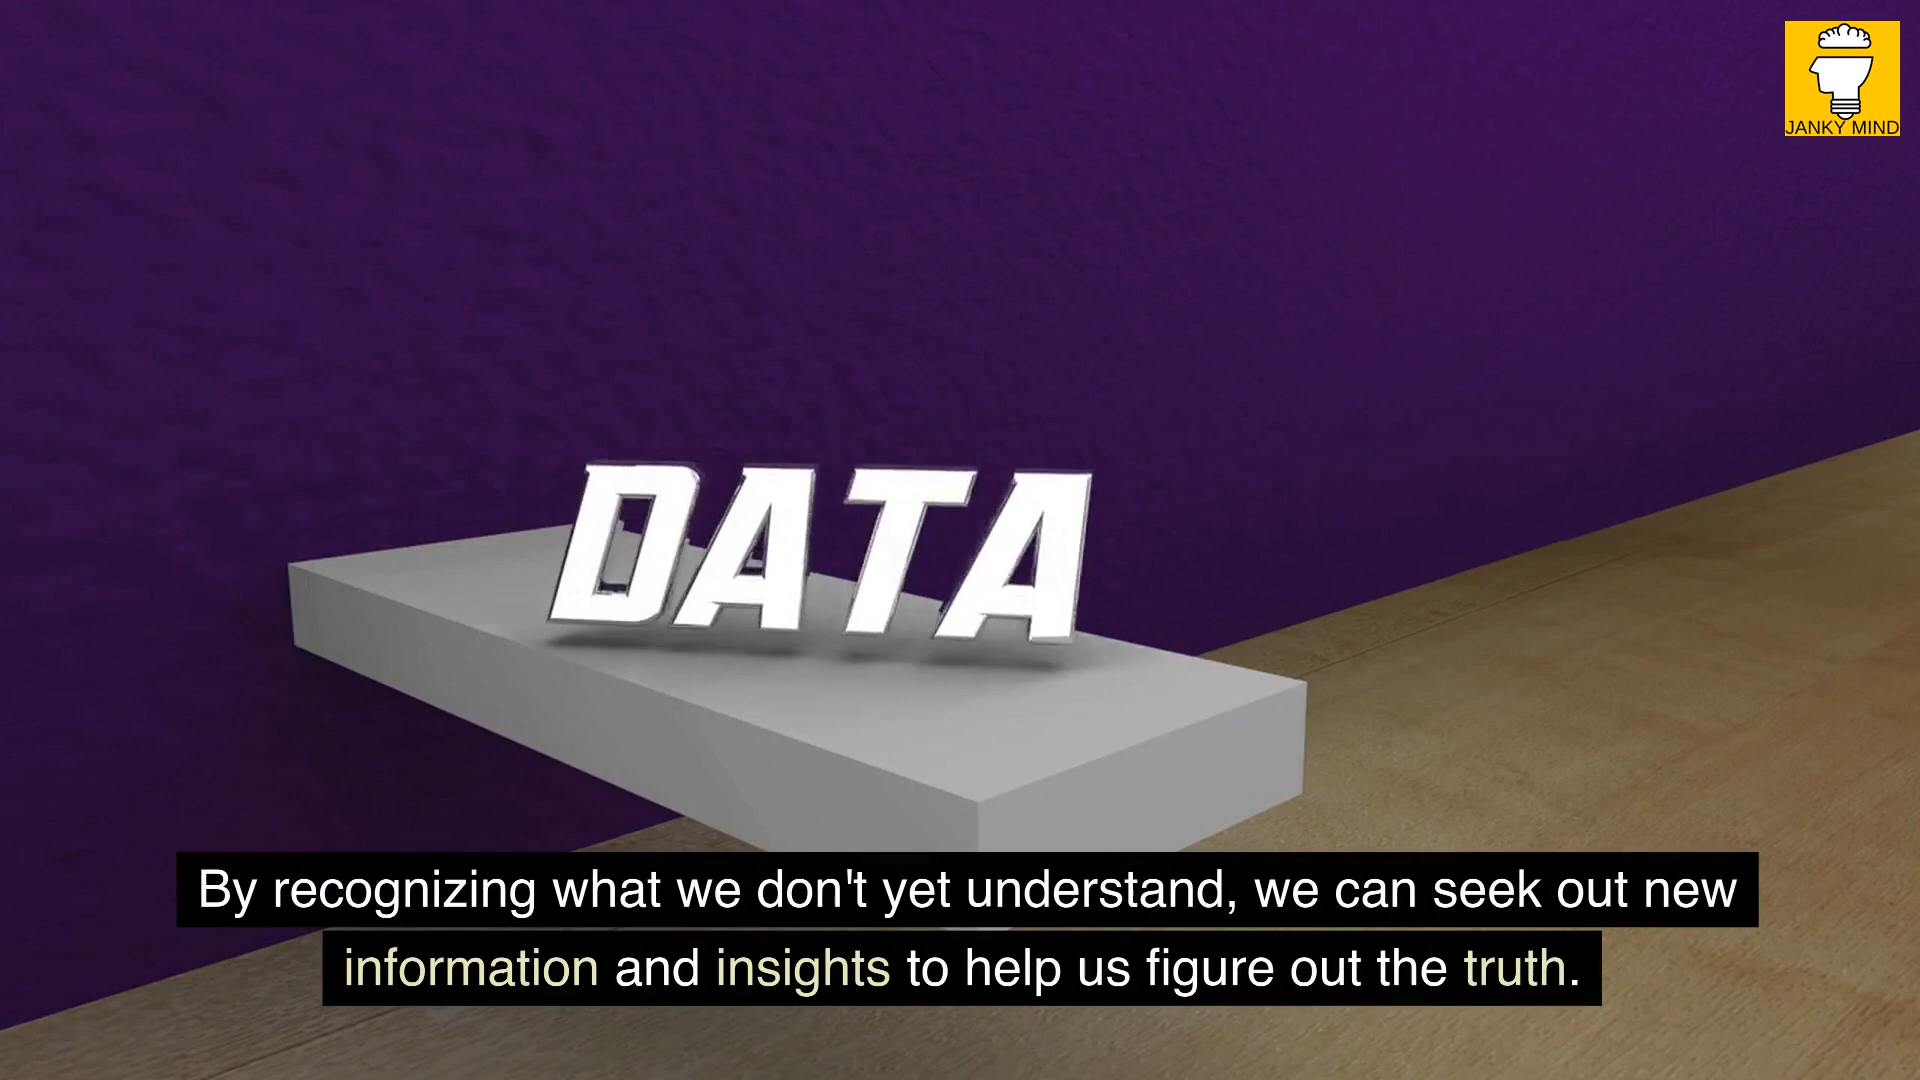 JANKY MIND
DATA
By recognizing what we don't yet understand, we can seek out new
information and insights to help us figure out the truth.